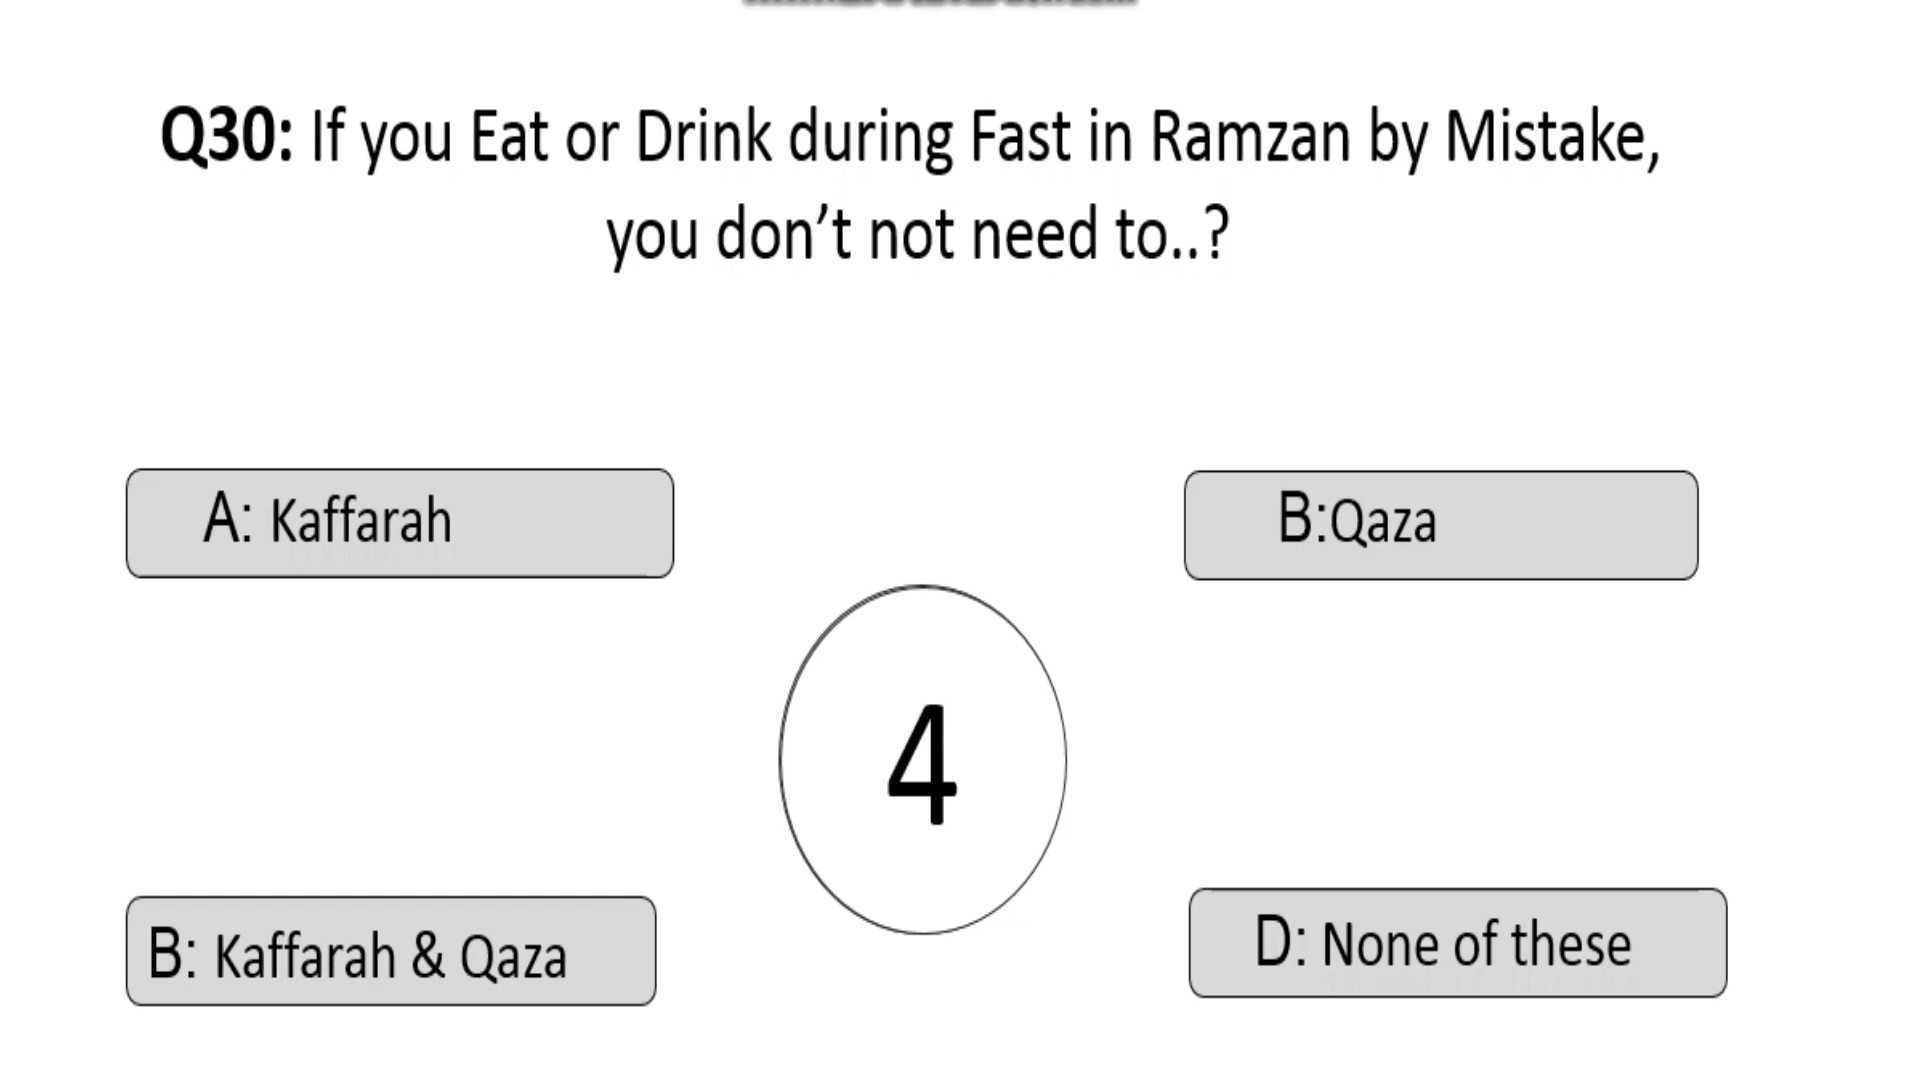 Q30: If you Eat or Drink during Fast in Ramzan by Mistake,
you don’t not need to..?
A: Kaffarah
B:Qaza
4
B: Kaffarah & Qaza
D: None of these